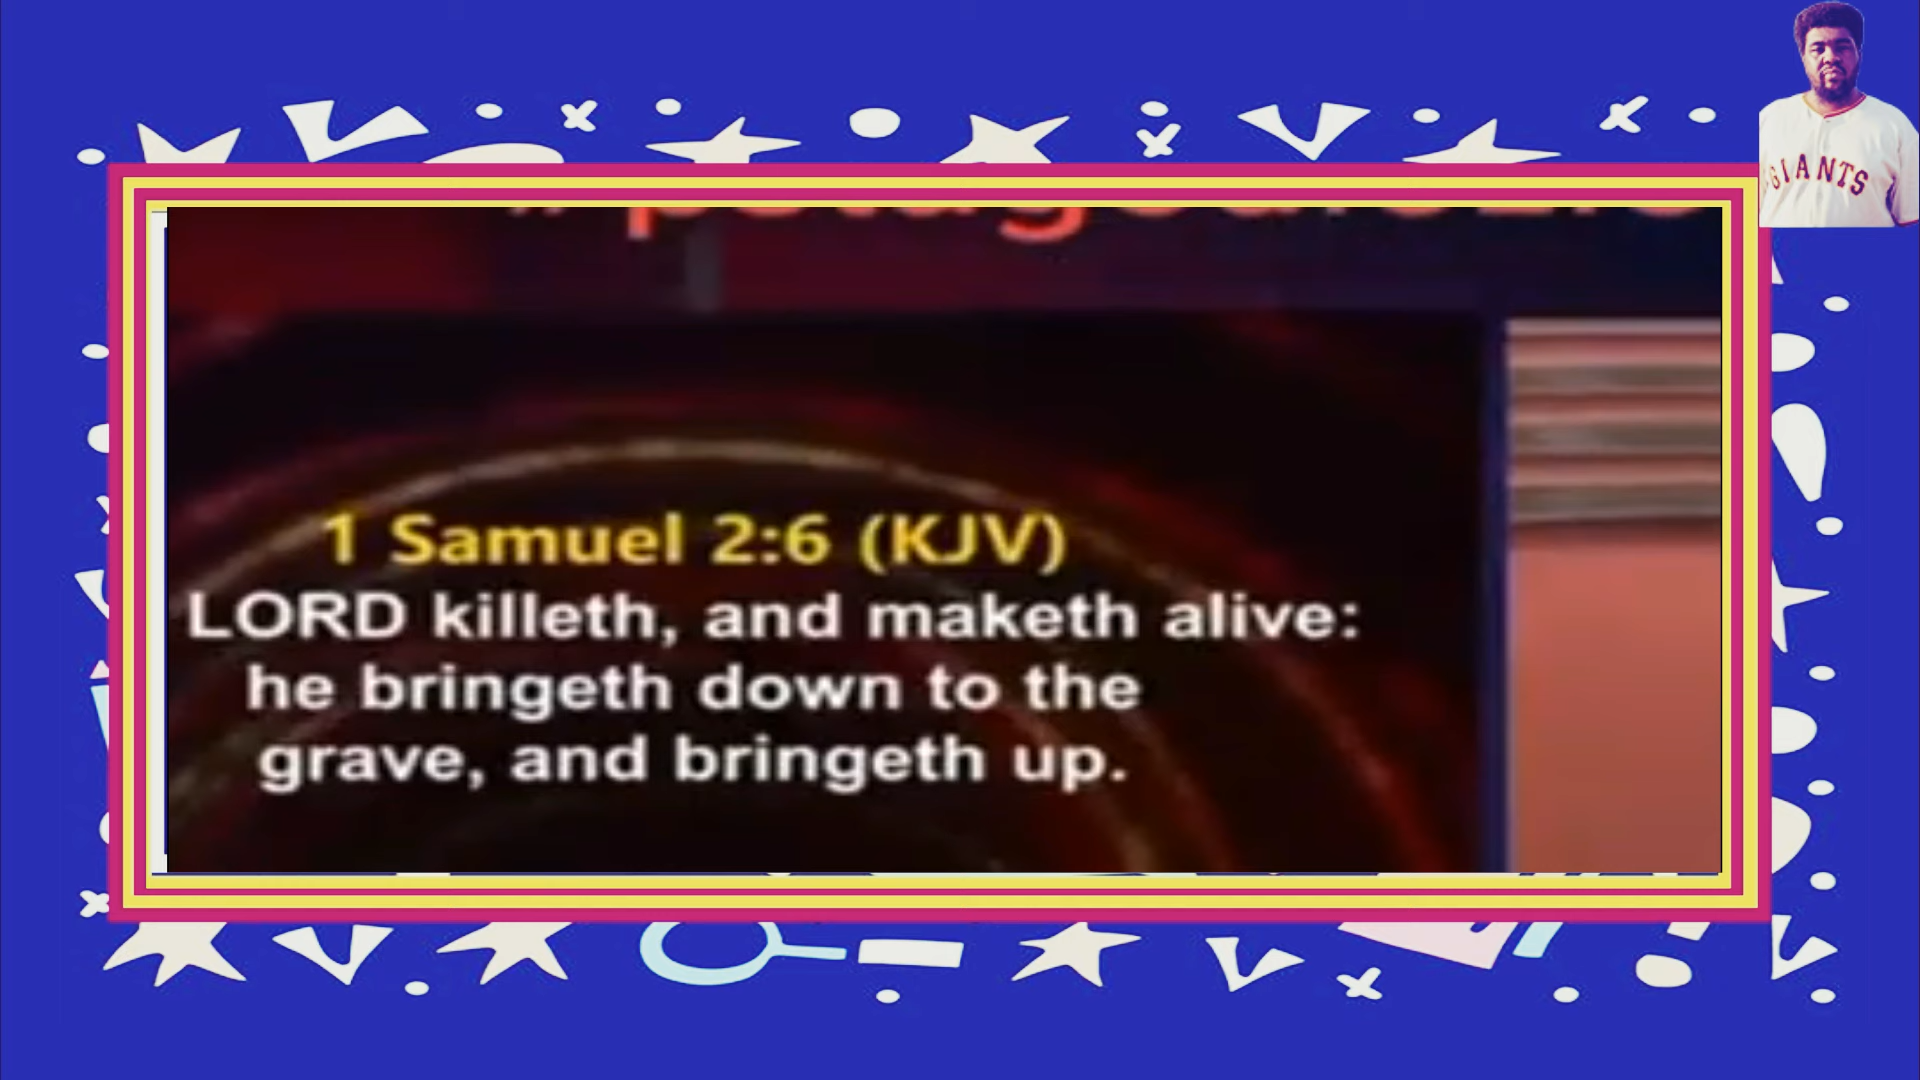 GIANTS
1 Samuel 2:6 (KJV)
LORD killeth, and maketh alive:
he bringeth down to the
grave, and bringeth up.